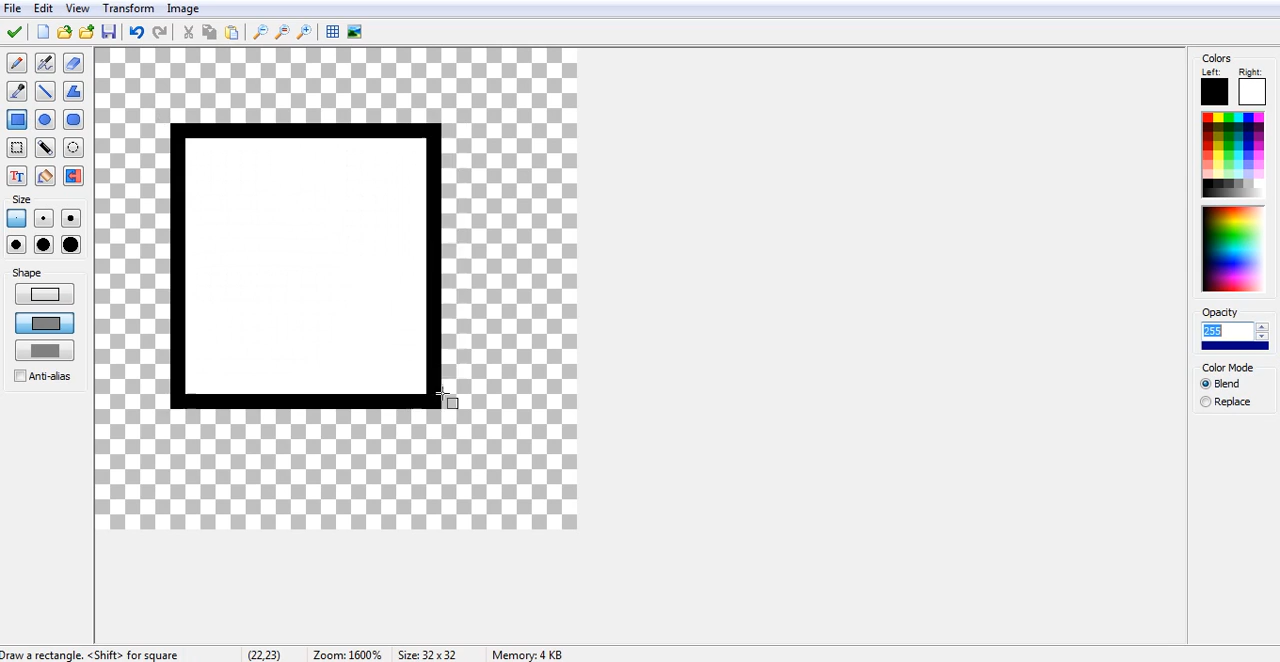 File Edit View Transform Image
Colors
Left: Right:
TT
Size
Shape
Anti-alias
Opacity
255
Color Mode
Blend
Replace
Draw a rectangle. <Shift> for square (22,23) Zoom: 1600% Size: 32 x 32 Memory: 4 KB